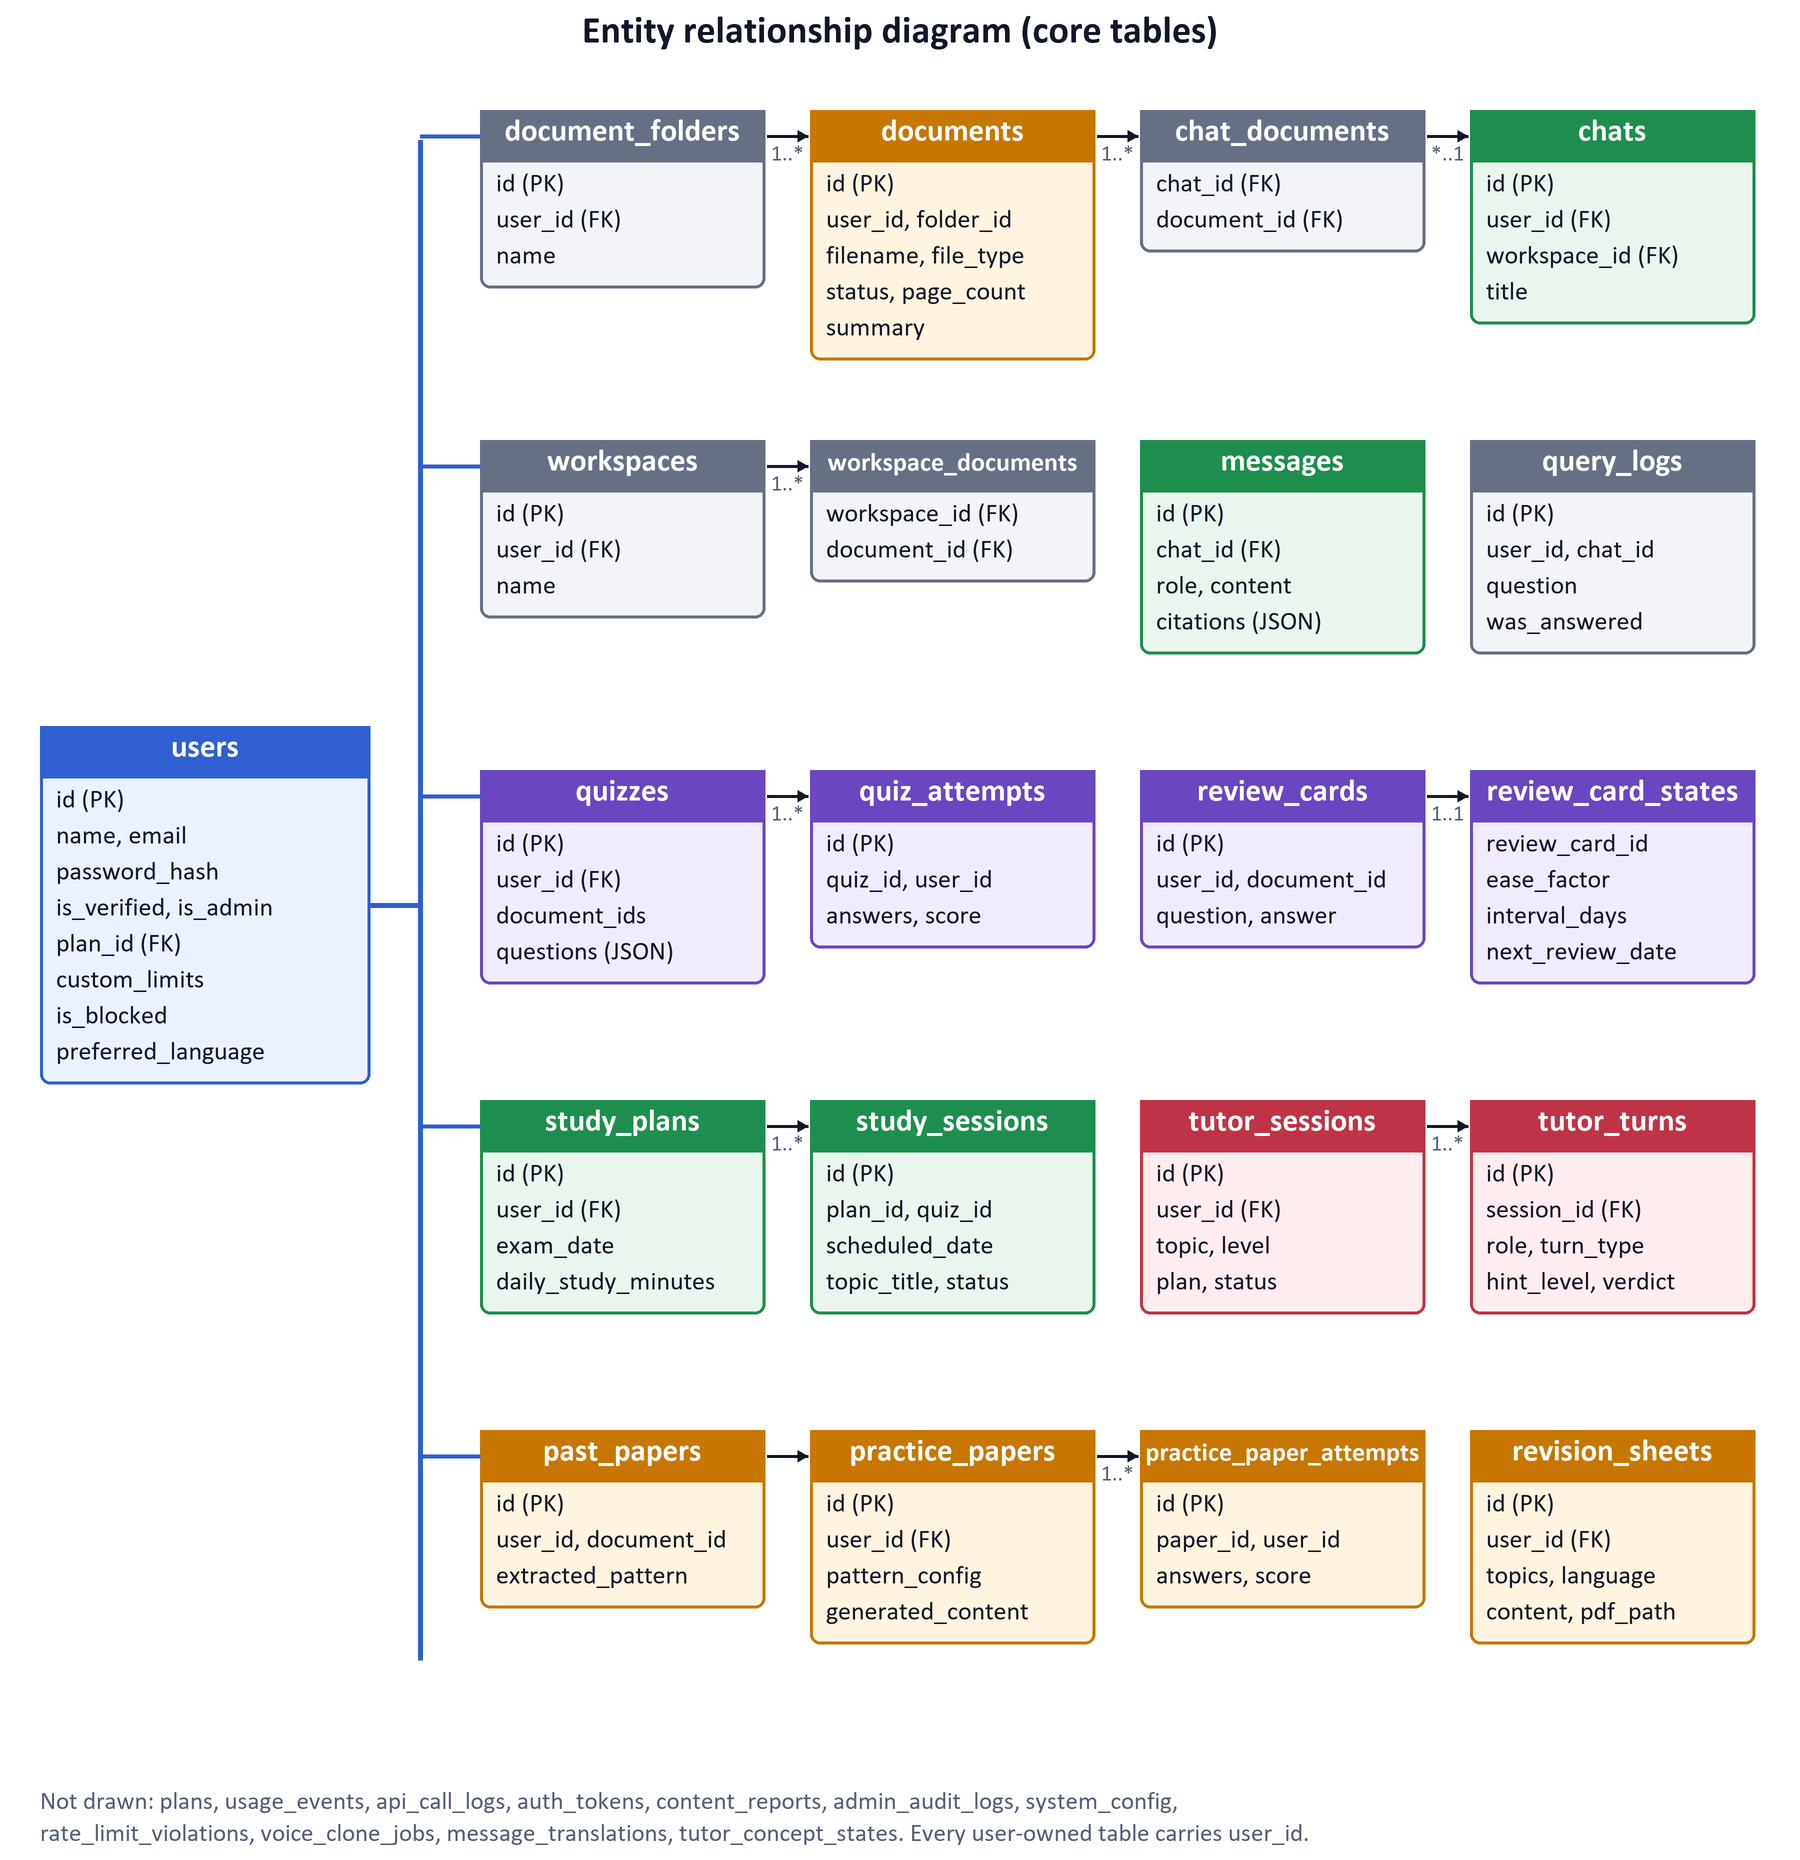 Entity relationship diagram (core tables)
document_folders
id (PK)
user_id (FK)
name
1..*
documents
id (PK)
user_id, folder_id
filename, file_type
status, page_count
summary
1..*
chat_documents
chat_id (FK)
document_id (FK)
*..1
chats
id (PK)
user_id (FK)
workspace_id (FK)
title
workspaces
id (PK)
user_id (FK)
name
1..*
workspace_documents
workspace_id (FK)
document_id (FK)
messages
id (PK)
chat_id (FK)
role, content
citations (JSON)
query_logs
id (PK)
user_id, chat_id
question
was_answered
users
id (PK)
name, email
password_hash
is_verified, is_admin
plan_id (FK)
custom_limits
is_blocked
preferred_language
quizzes
id (PK)
user_id (FK)
document_ids
questions (JSON)
1..*
quiz_attempts
id (PK)
quiz_id, user_id
answers, score
review_cards
id (PK)
user_id, document_id
question, answer
1..1
review_card_states
review_card_id
ease_factor
interval_days
next_review_date
study_plans
id (PK)
user_id (FK)
exam_date
daily_study_minutes
1..*
study_sessions
id (PK)
plan_id, quiz_id
scheduled_date
topic_title, status
tutor_sessions
id (PK)
user_id (FK)
topic, level
plan, status
1..*
tutor_turns
id (PK)
session_id (FK)
role, turn_type
hint_level, verdict
past_papers
id (PK)
user_id, document_id
extracted_pattern
practice_papers
id (PK)
user_id (FK)
pattern_config
generated_content
1..*
practice_paper_attempts
id (PK)
paper_id, user_id
answers, score
revision_sheets
id (PK)
user_id (FK)
topics, language
content, pdf_path
Not drawn: plans, usage_events, api_call_logs, auth_tokens, content_reports, admin_audit_logs, system_config,
rate_limit_violations, voice_clone_jobs, message_translations, tutor_concept_states. Every user-owned table carries user_id.